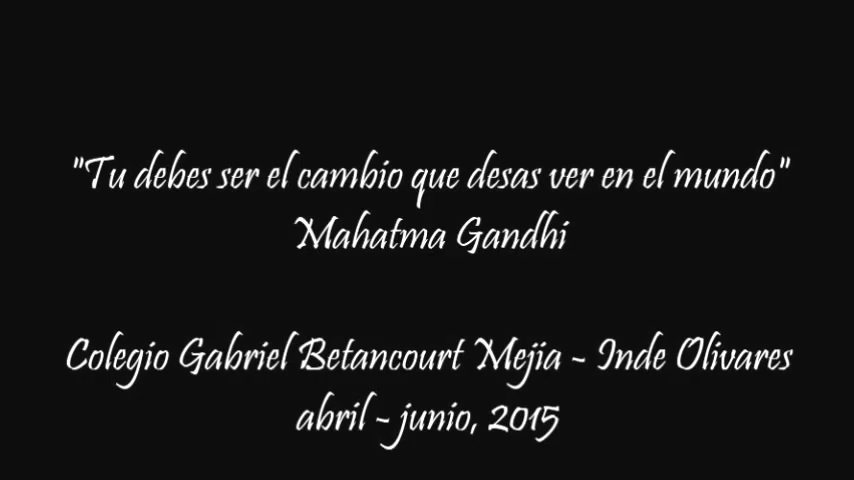 "Tu debes ser el cambio que desas ver en el mundo"
Mahatma Gandhi
Colegio Gabriel Betancourt Mejia - Inde Olivares
abril - junio, 2015